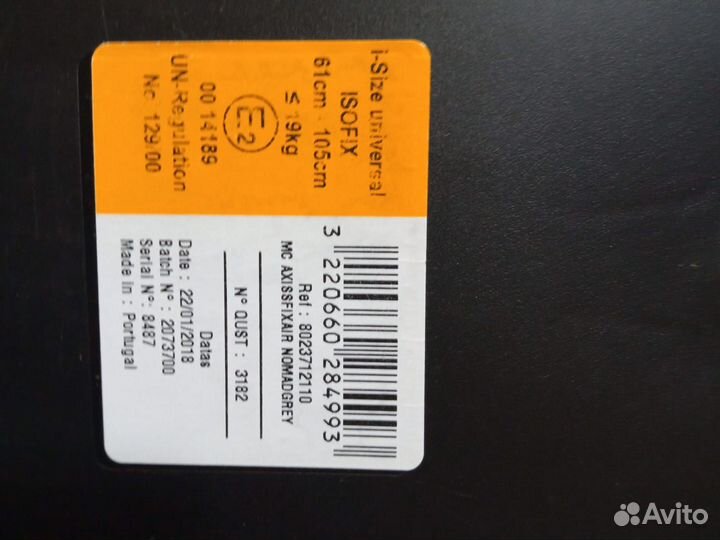 i-Size universal
ISOFIX
61cm - 105cm
≤ 19kg
E2
00 14189
UN-Regulation
No. 129/00
3 220660 284993
Ref : 8023712110
MC AXISSFIXAIR NOMADGREY
N° QUST : 3182
Datas
Date : 22/01/2018
Batch N° : 2073700
Serial N°: 8487
Made in : Portugal
Avito